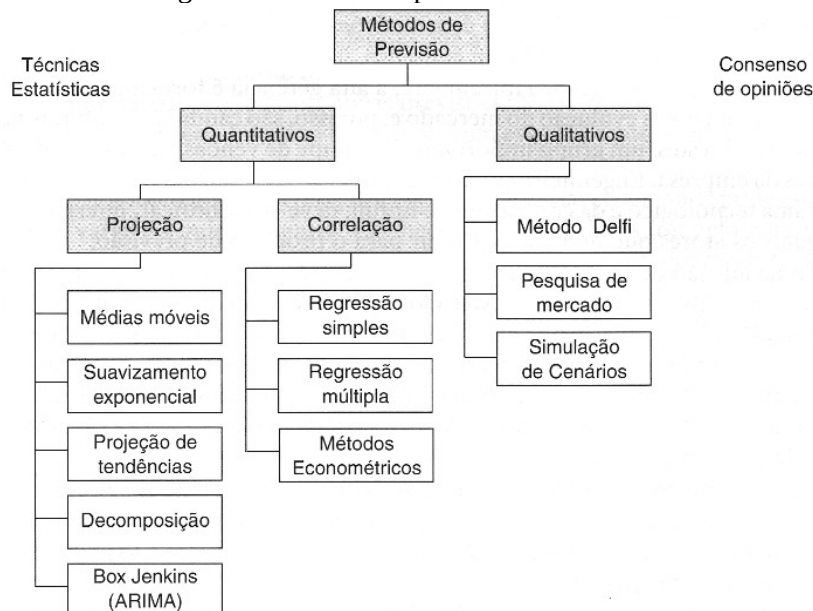 Métodos de
Previsão
Técnicas
Estatísticas
Consenso
de opiniões
Quantitativos
Qualitativos
Projeção
Correlação
Médias móveis
Suavizamento
exponencial
Projeção de
tendências
Decomposição
Box Jenkins
(ARIMA)
Regressão
simples
Regressão
múltipla
Métodos
Econométricos
Método Delfi
Pesquisa de
mercado
Simulação
de Cenários